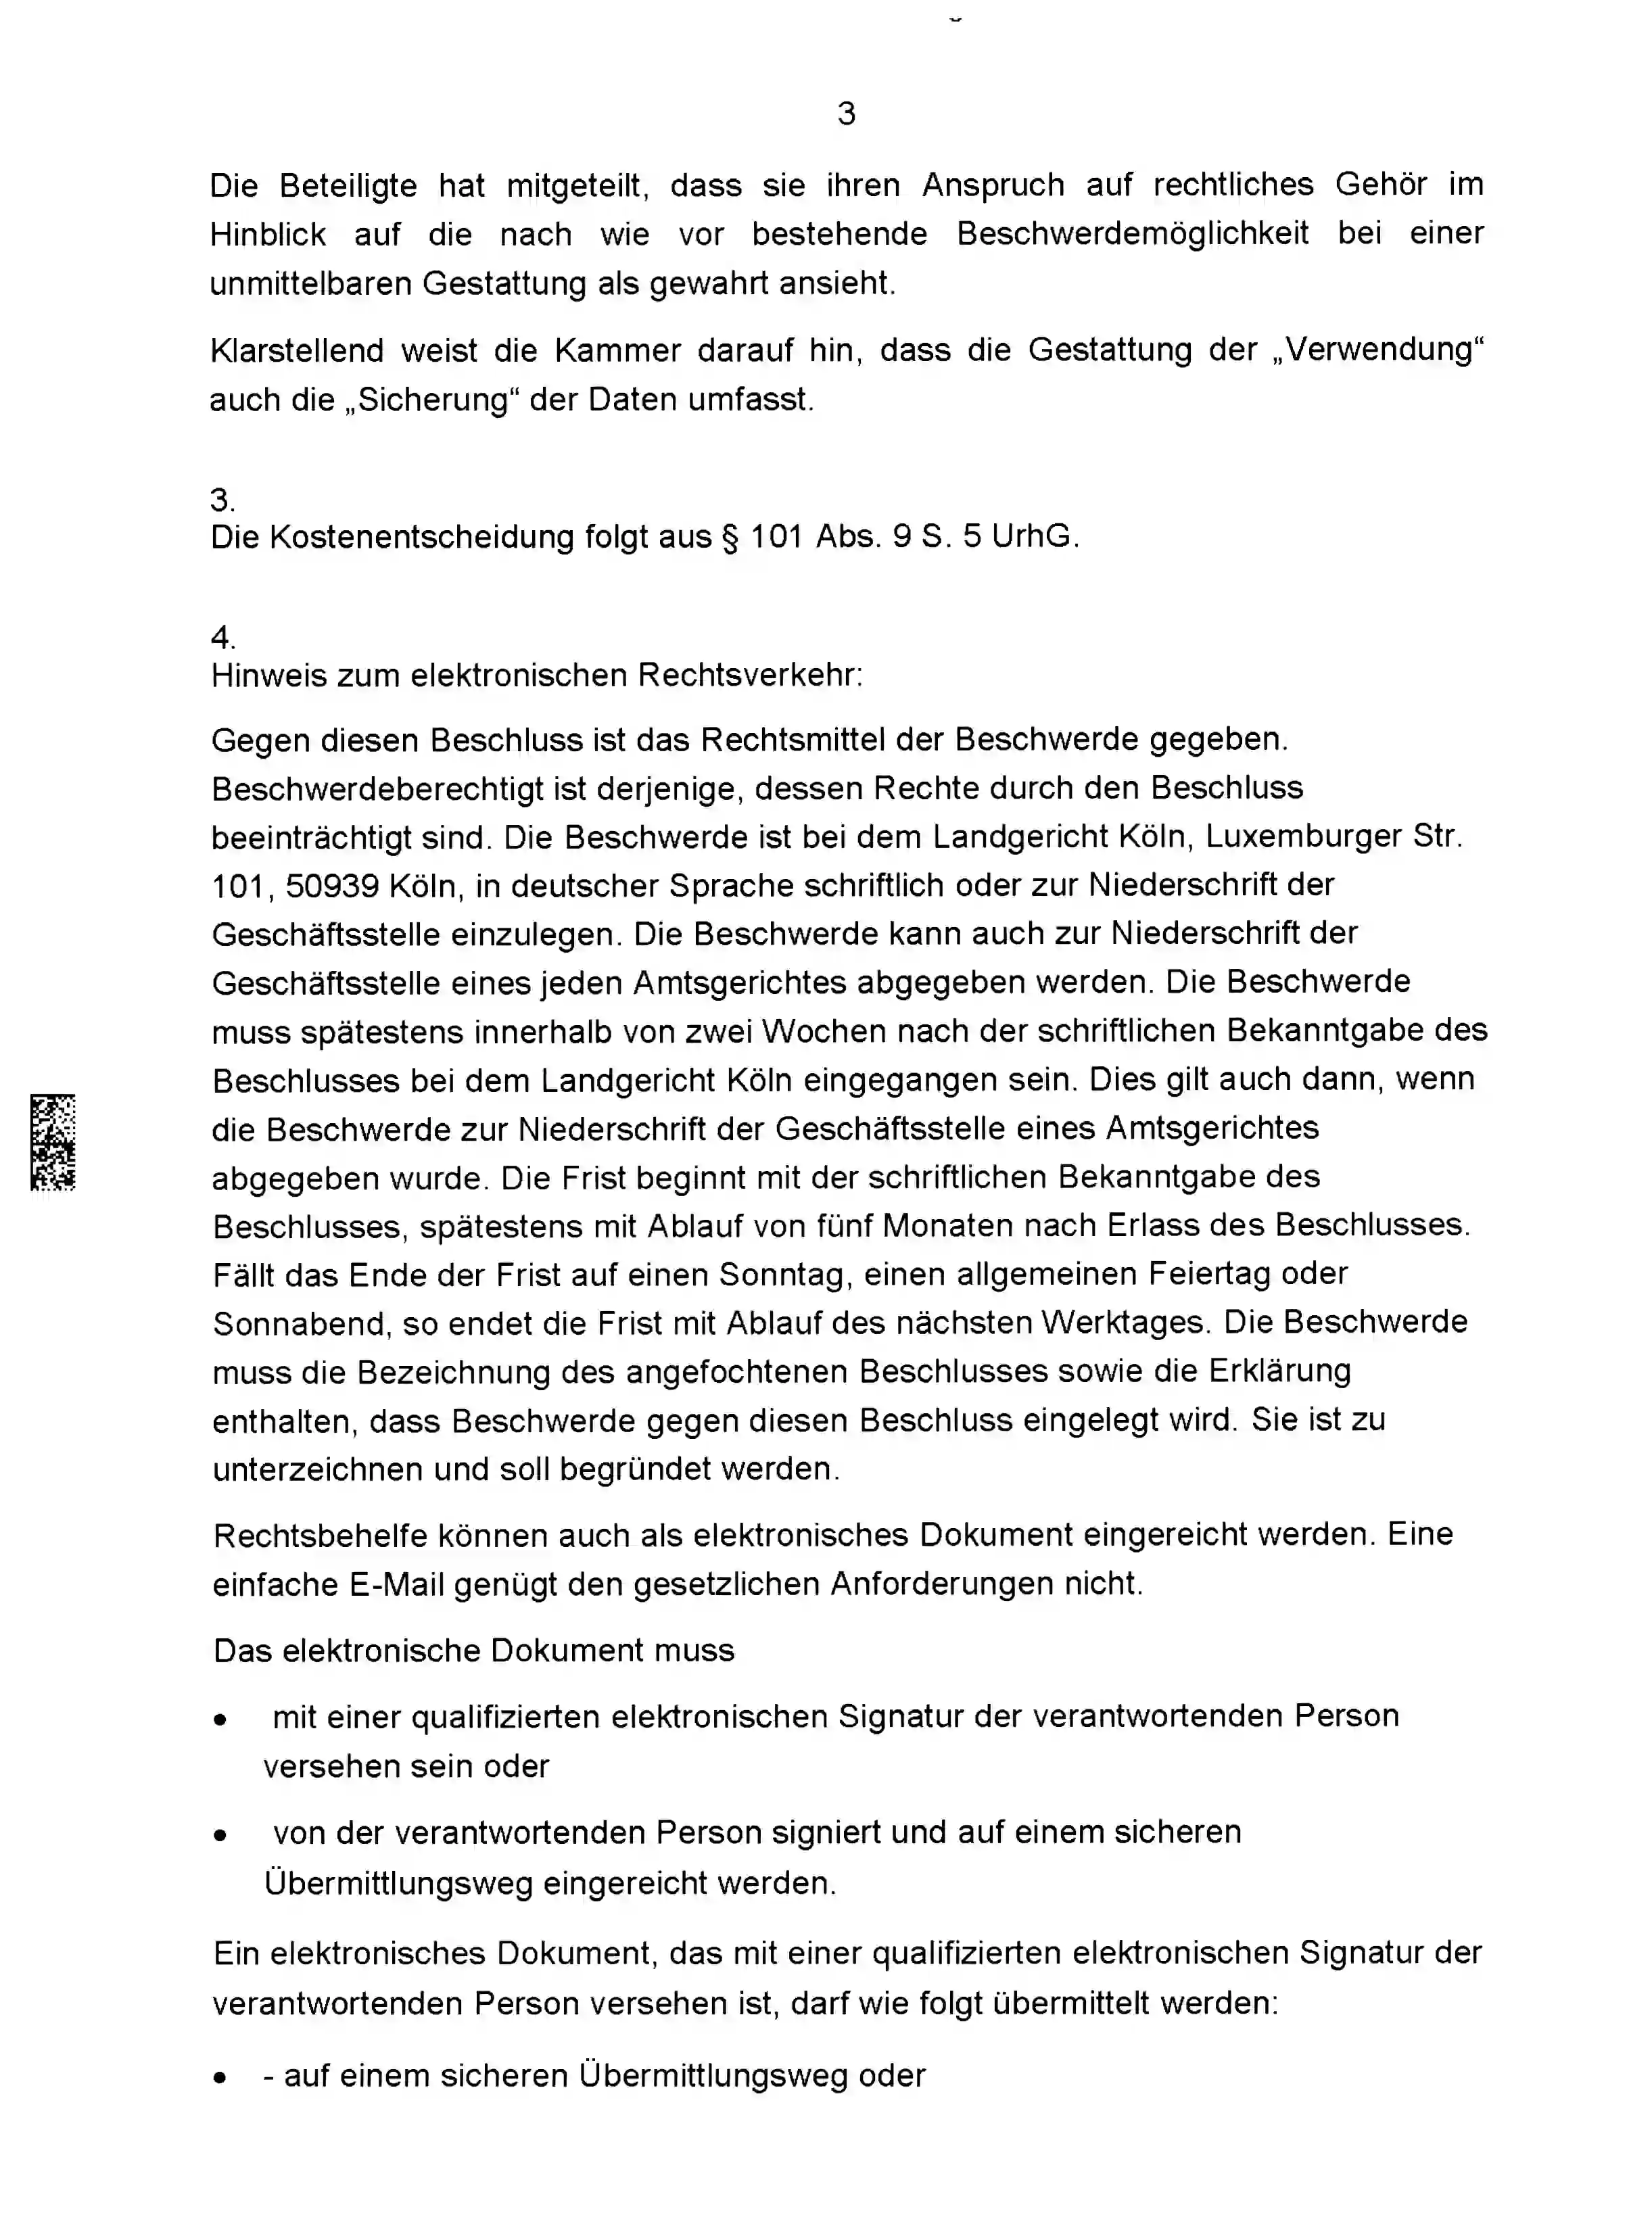 3
Die Beteiligte hat mitgeteilt, dass sie ihren Anspruch auf rechtliches Gehör im
Hinblick auf die nach wie vor bestehende Beschwerdemöglichkeit bei einer
unmittelbaren Gestattung als gewahrt ansieht.
Klarstellend weist die Kammer darauf hin, dass die Gestattung der „Verwendung“
auch die „Sicherung“ der Daten umfasst.
3.
Die Kostenentscheidung folgt aus § 101 Abs. 9 S. 5 UrhG.
4.
Hinweis zum elektronischen Rechtsverkehr:
Gegen diesen Beschluss ist das Rechtsmittel der Beschwerde gegeben.
Beschwerdeberechtigt ist derjenige, dessen Rechte durch den Beschluss
beeinträchtigt sind. Die Beschwerde ist bei dem Landgericht Köln, Luxemburger Str.
101, 50939 Köln, in deutscher Sprache schriftlich oder zur Niederschrift der
Geschäftsstelle einzulegen. Die Beschwerde kann auch zur Niederschrift der
Geschäftsstelle eines jeden Amtsgerichtes abgegeben werden. Die Beschwerde
muss spätestens innerhalb von zwei Wochen nach der schriftlichen Bekanntgabe des
Beschlusses bei dem Landgericht Köln eingegangen sein. Dies gilt auch dann, wenn
die Beschwerde zur Niederschrift der Geschäftsstelle eines Amtsgerichtes
abgegeben wurde. Die Frist beginnt mit der schriftlichen Bekanntgabe des
Beschlusses, spätestens mit Ablauf von fünf Monaten nach Erlass des Beschlusses.
Fällt das Ende der Frist auf einen Sonntag, einen allgemeinen Feiertag oder
Sonnabend, so endet die Frist mit Ablauf des nächsten Werktages. Die Beschwerde
muss die Bezeichnung des angefochtenen Beschlusses sowie die Erklärung
enthalten, dass Beschwerde gegen diesen Beschluss eingelegt wird. Sie ist zu
unterzeichnen und soll begründet werden.
Rechtsbehelfe können auch als elektronisches Dokument eingereicht werden. Eine
einfache E-Mail genügt den gesetzlichen Anforderungen nicht.
Das elektronische Dokument muss
• mit einer qualifizierten elektronischen Signatur der verantwortenden Person
versehen sein oder
• von der verantwortenden Person signiert und auf einem sicheren
Übermittlungsweg eingereicht werden.
Ein elektronisches Dokument, das mit einer qualifizierten elektronischen Signatur der
verantwortenden Person versehen ist, darf wie folgt übermittelt werden:
• - auf einem sicheren Übermittlungsweg oder